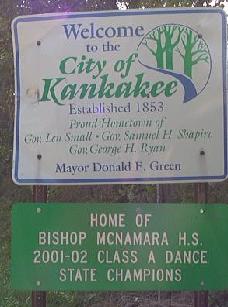 Welcome
to the
City of
Kankakee
Established 1853
Proud Hometown of
Gov. Len Small - Gov. Samuel H. Shapiro
Gov. George H. Ryan
Mayor Donald E. Green
HOME OF
BISHOP MCNAMARA H.S.
2001-02 CLASS A DANCE
STATE CHAMPIONS